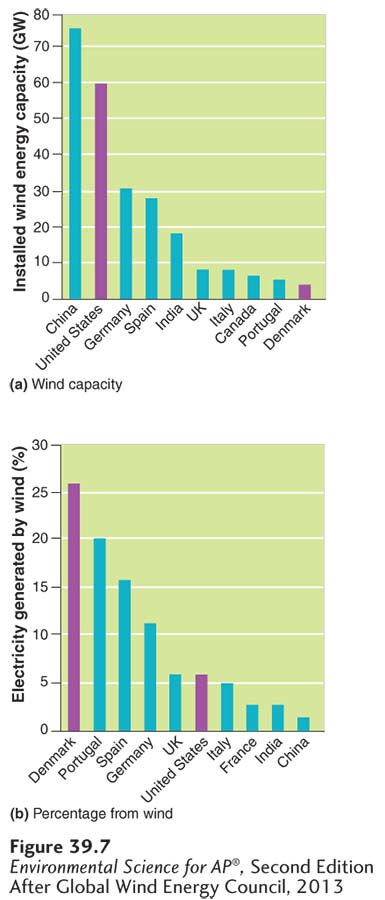 Installed wind energy capacity (GW)
80
70
60
50
40
30
20
10
0
China
United States
Germany
Spain
India
UK
Italy
Canada
Portugal
Denmark
(a) Wind capacity
Electricity generated by wind (%)
30
25
20
15
10
5
0
Denmark
Portugal
Spain
Germany
UK
United States
Italy
France
India
China
(b) Percentage from wind
Figure 39.7
Environmental Science for AP®, Second Edition
After Global Wind Energy Council, 2013